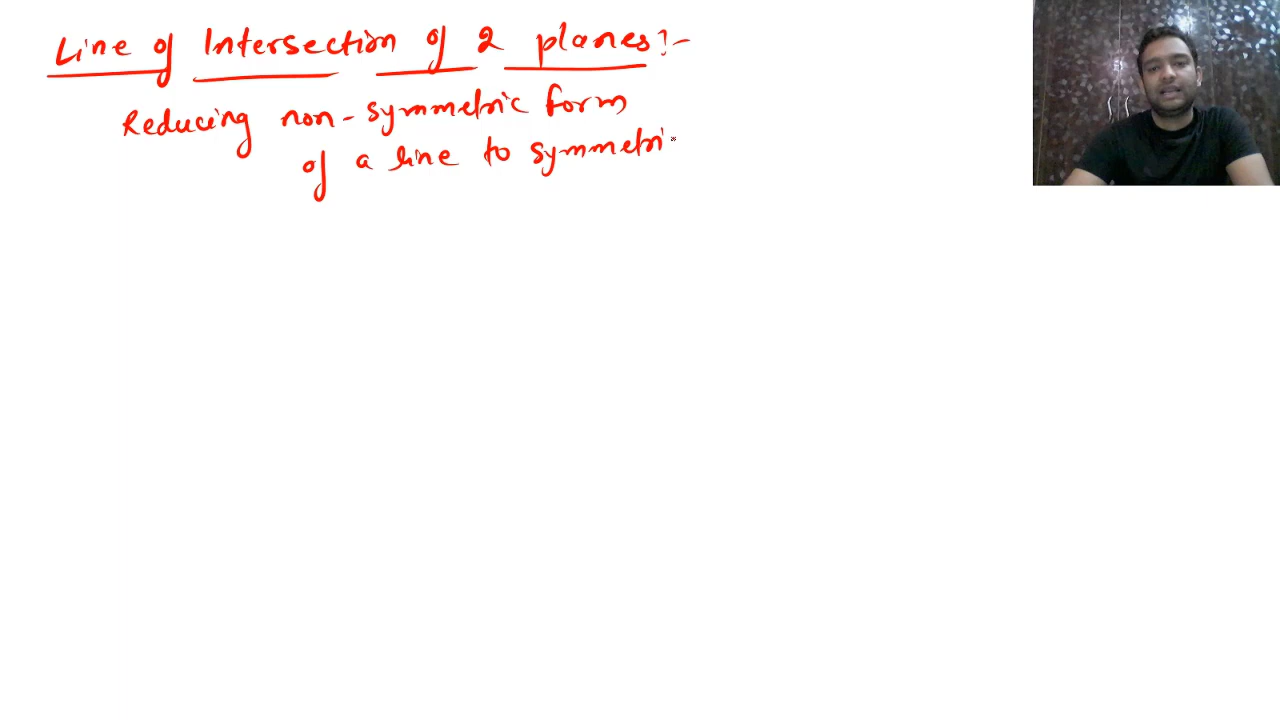 Line of Intersection of 2 planes:-
Reducing non-symmetric form
of a line to symmetri